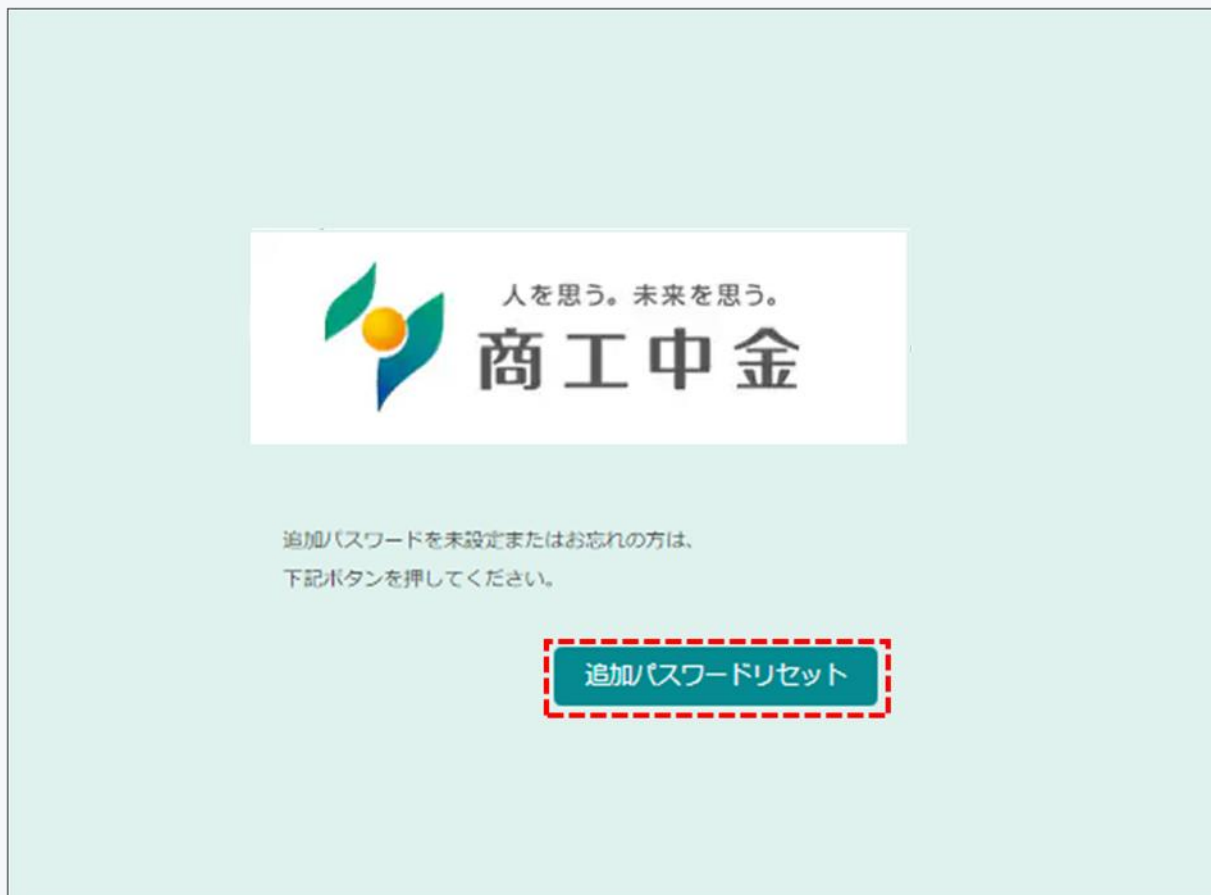 人を思う。未来を思う。
商工中金
追加パスワードを未設定またはお忘れの方は、
下記ボタンを押してください。
追加パスワードリセット